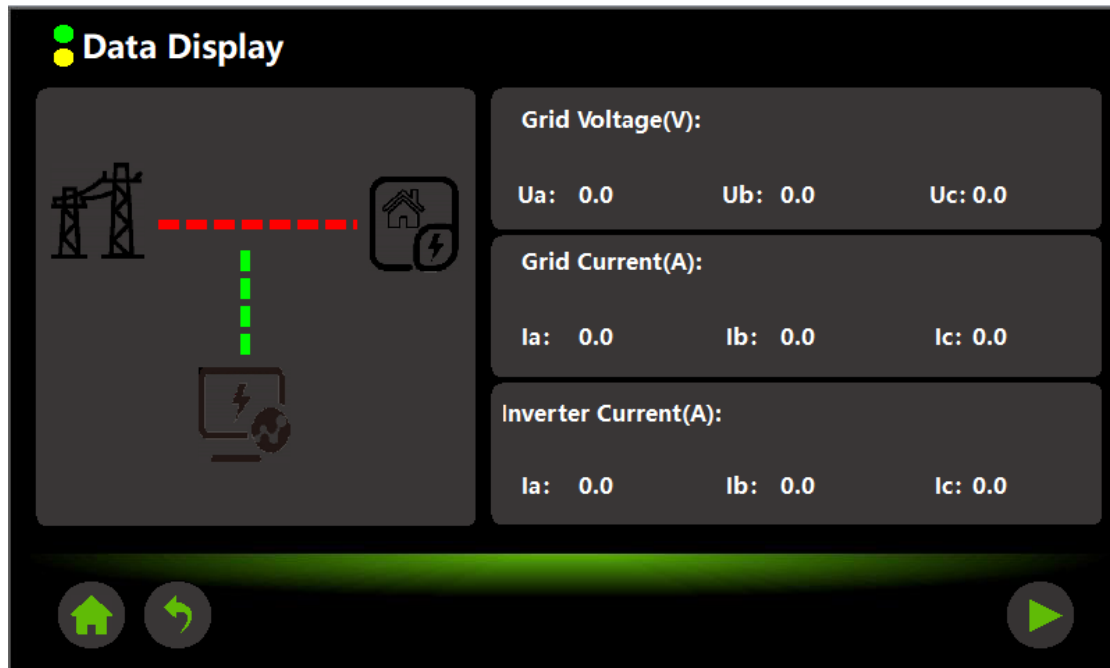 Data Display
Grid Voltage(V):
Ua: 0.0 Ub: 0.0 Uc: 0.0
Grid Current(A):
Ia: 0.0 Ib: 0.0 Ic: 0.0
Inverter Current(A):
Ia: 0.0 Ib: 0.0 Ic: 0.0